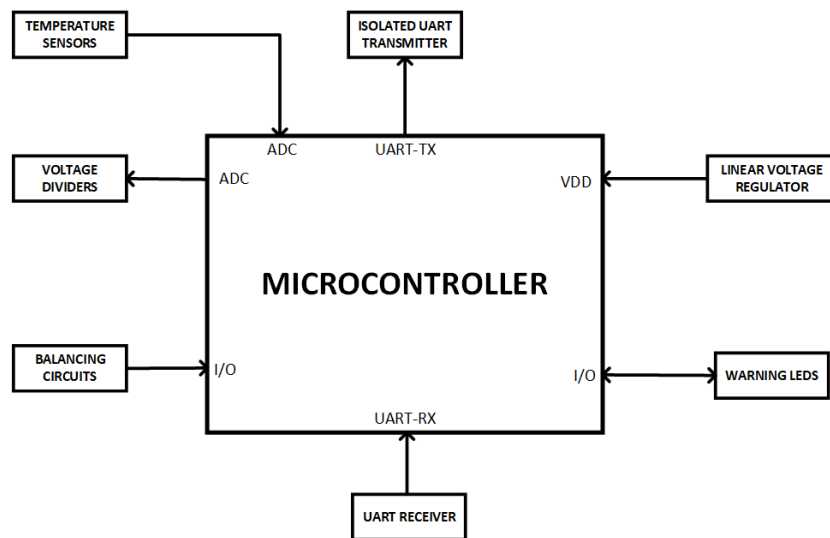 TEMPERATURE
SENSORS
ISOLATED UART
TRANSMITTER
ADC
UART-TX
VOLTAGE
DIVIDERS
ADC
VDD
LINEAR VOLTAGE
REGULATOR
MICROCONTROLLER
BALANCING
CIRCUITS
I/O
I/O
WARNING LEDS
UART-RX
UART RECEIVER